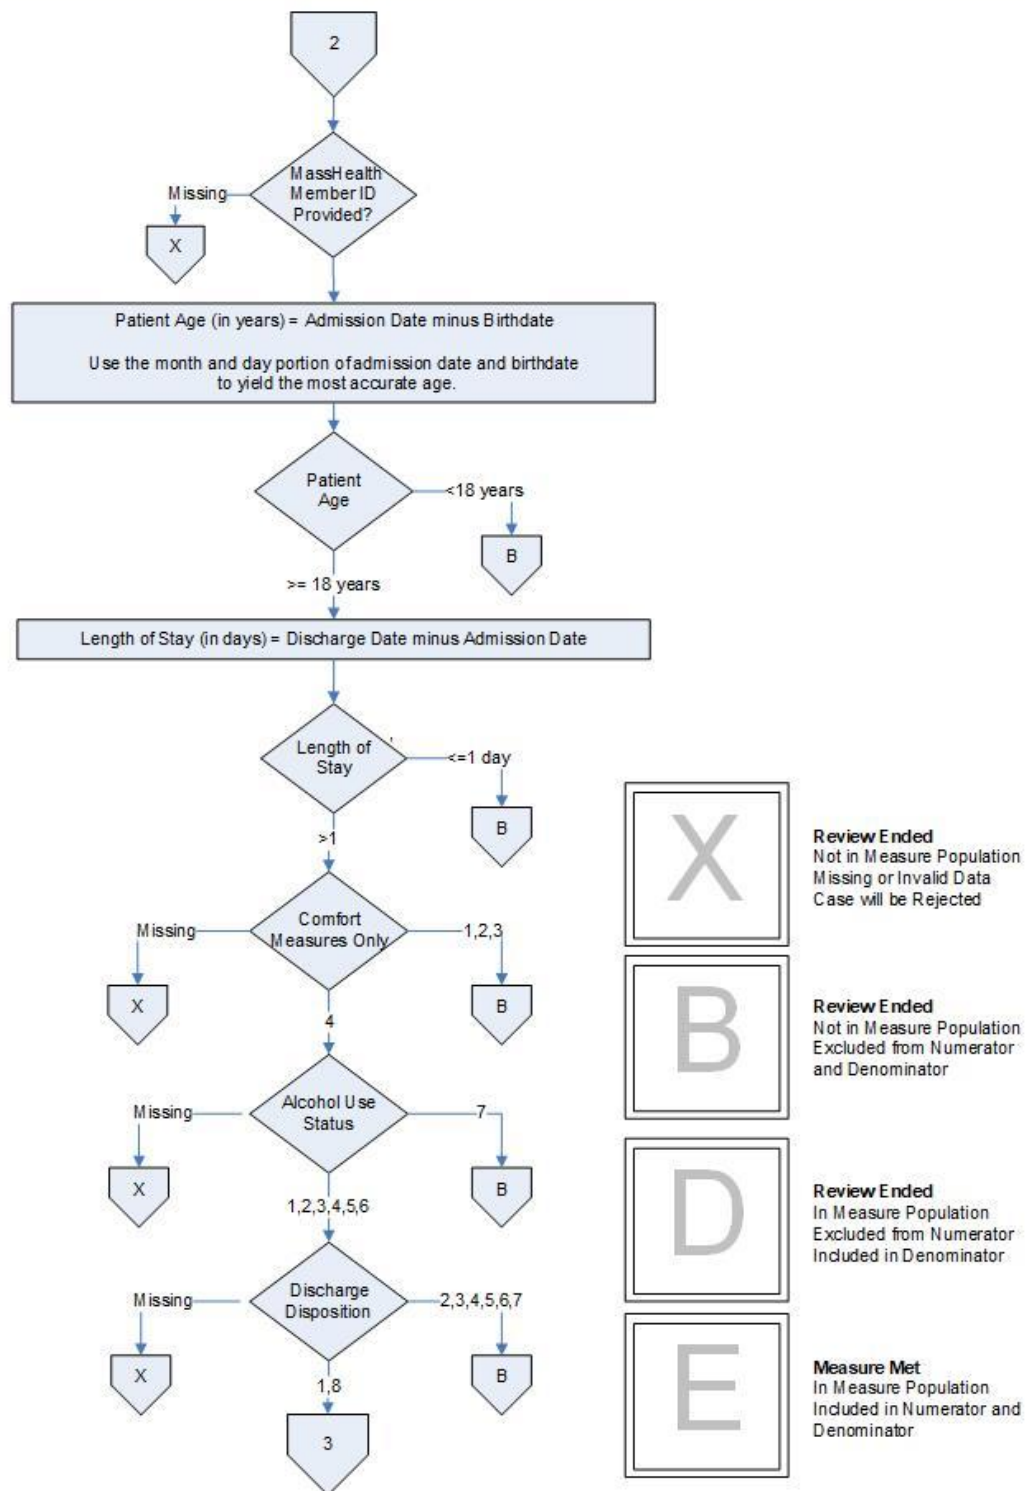 2
MassHealth
Member ID
Provided?
Missing
X
Patient Age (in years) = Admission Date minus Birthdate
Use the month and day portion of admission date and birthdate
to yield the most accurate age.
Patient
Age
<18 years
B
>= 18 years
Length of Stay (in days) = Discharge Date minus Admission Date
Length of
Stay
<=1 day
B
>1
Comfort
Measures Only
Missing
X
1,2,3
B
4
Alcohol Use
Status
Missing
X
7
B
1,2,3,4,5,6
Discharge
Disposition
Missing
X
2,3,4,5,6,7
B
1,8
3
X
Review Ended
Not in Measure Population
Missing or Invalid Data
Case will be Rejected
B
Review Ended
Not in Measure Population
Excluded from Numerator
and Denominator
D
Review Ended
In Measure Population
Excluded from Numerator
Included in Denominator
E
Measure Met
In Measure Population
Included in Numerator and
Denominator